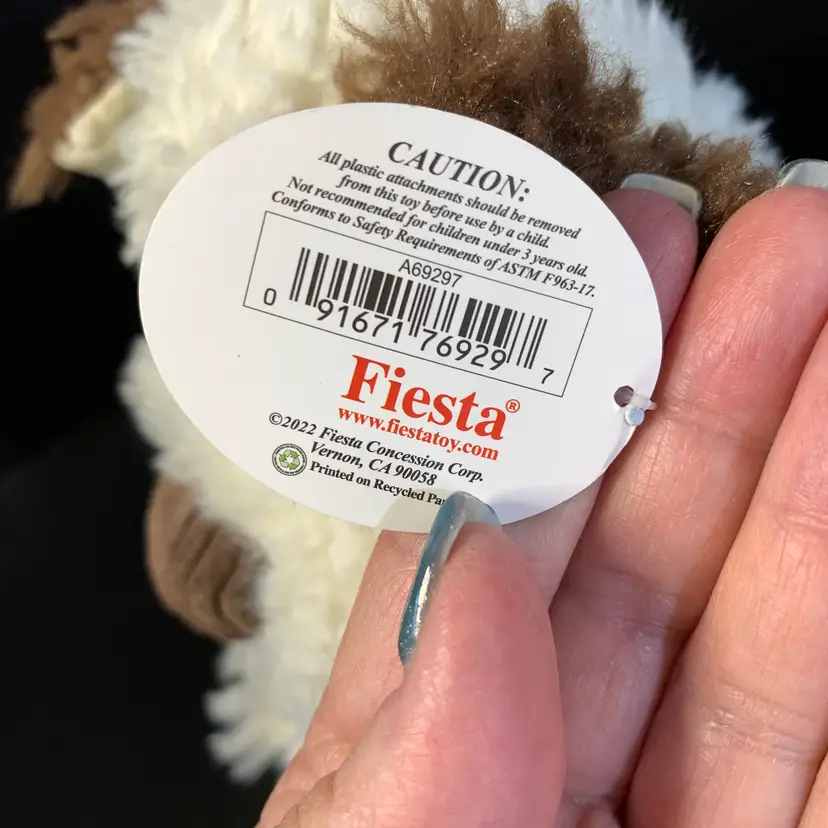 CAUTION:
All plastic attachments should be removed
from this toy before use by a child.
Not recommended for children under 3 years old.
Conforms to Safety Requirements of ASTM F963-17.
A69297
0 91671 76929 7
Fiesta®
www.fiestatoy.com
©2022 Fiesta Concession Corp.
Vernon, CA 90058
Printed on Recycled